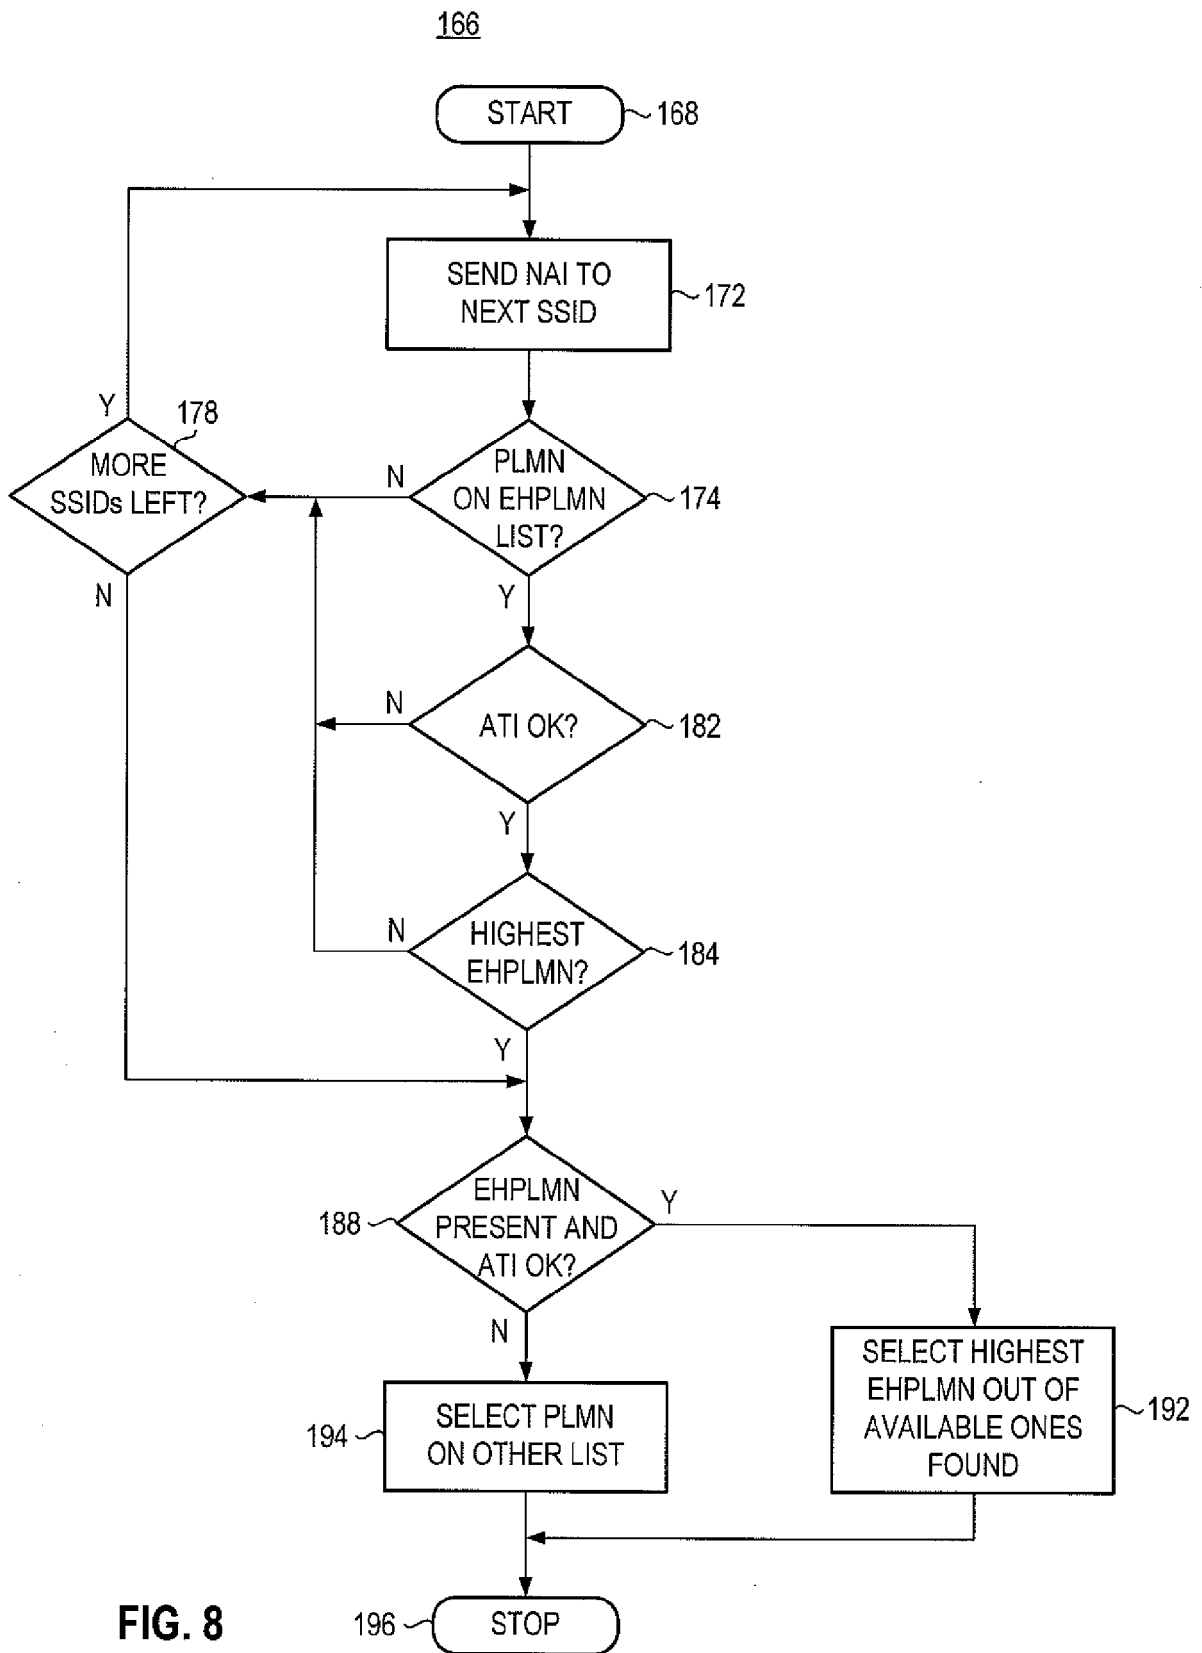 166
START
168
SEND NAI TO
NEXT SSID
172
Y
178
MORE
SSIDs LEFT?
N
N
PLMN
ON EHPLMN
LIST?
174
Y
N
ATI OK?
182
Y
N
HIGHEST
EHPLMN?
184
Y
188
EHPLMN
PRESENT AND
ATI OK?
Y
N
SELECT HIGHEST
EHPLMN OUT OF
AVAILABLE ONES
FOUND
192
194
SELECT PLMN
ON OTHER LIST
196
STOP
FIG. 8